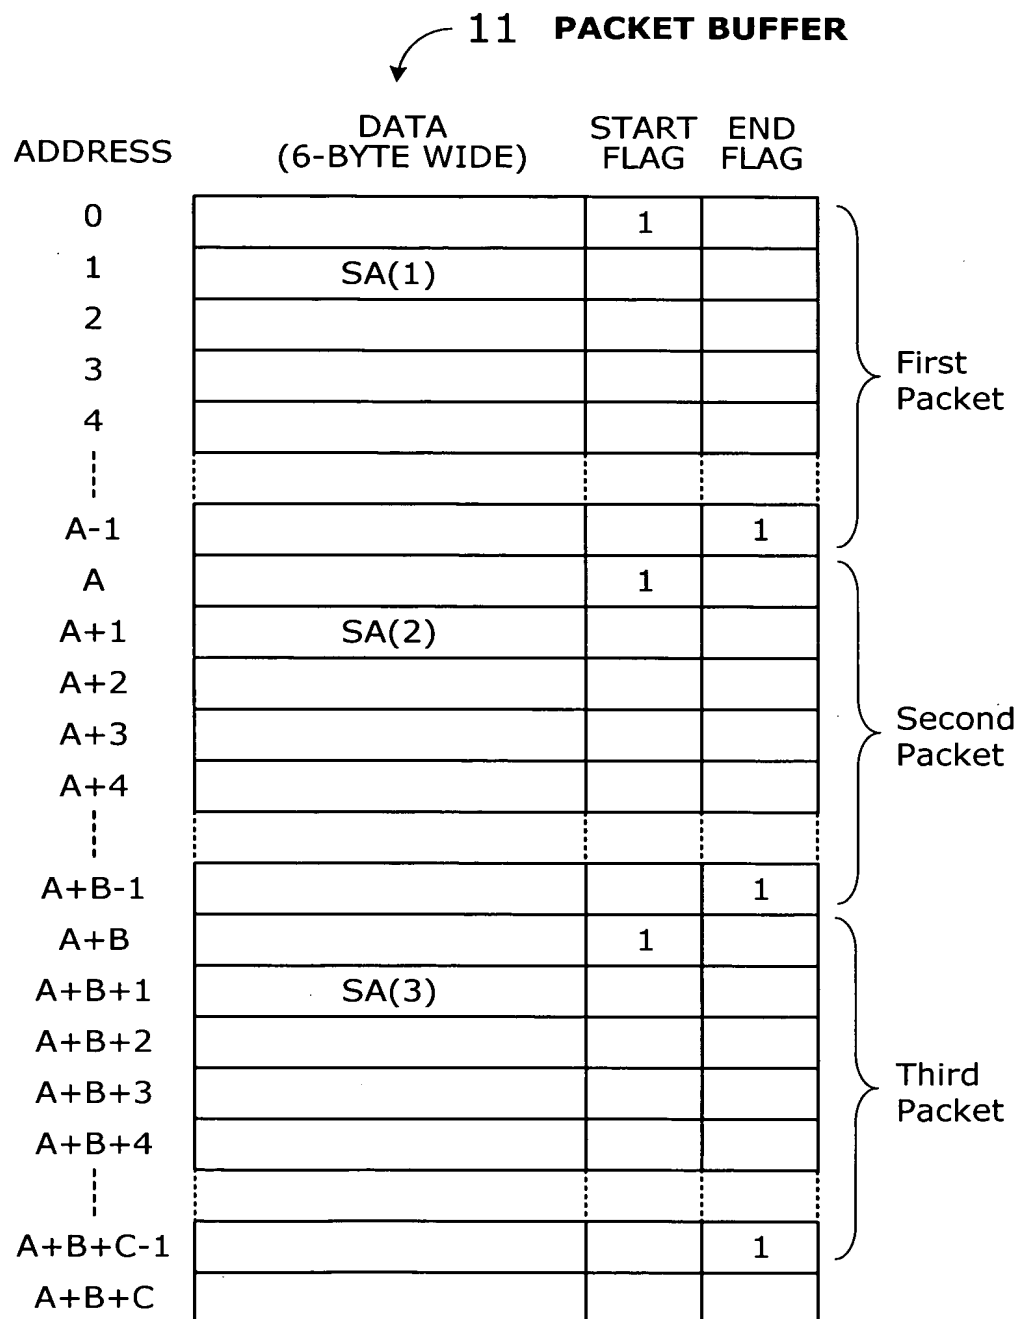 11 PACKET BUFFER
ADDRESS
DATA
(6-BYTE WIDE)
START
FLAG
END
FLAG
0 1
1 SA(1)
2
3
4
A-1 1
First
Packet
A 1
A+1 SA(2)
A+2
A+3
A+4
A+B-1 1
Second
Packet
A+B 1
A+B+1 SA(3)
A+B+2
A+B+3
A+B+4
A+B+C-1 1
Third
Packet
A+B+C